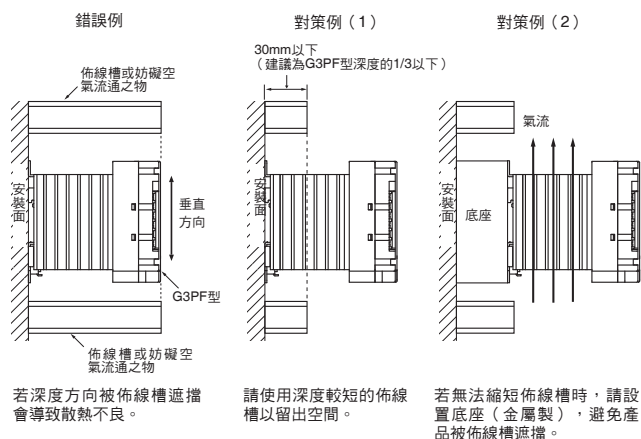 錯誤例
佈線槽或妨礙空
氣流通之物
安裝面
垂直
方向
G3PF型
佈線槽或妨礙空
氣流通之物
若深度方向被佈線槽遮擋
會導致散熱不良。
對策例（1）
30mm以下
（建議為G3PF型深度的1/3以下）
安裝面
請使用深度較短的佈線
槽以留出空間。
對策例（2）
氣流
安裝面
底座
若無法縮短佈線槽時，請設
置底座（金屬製），避免產
品被佈線槽遮擋。